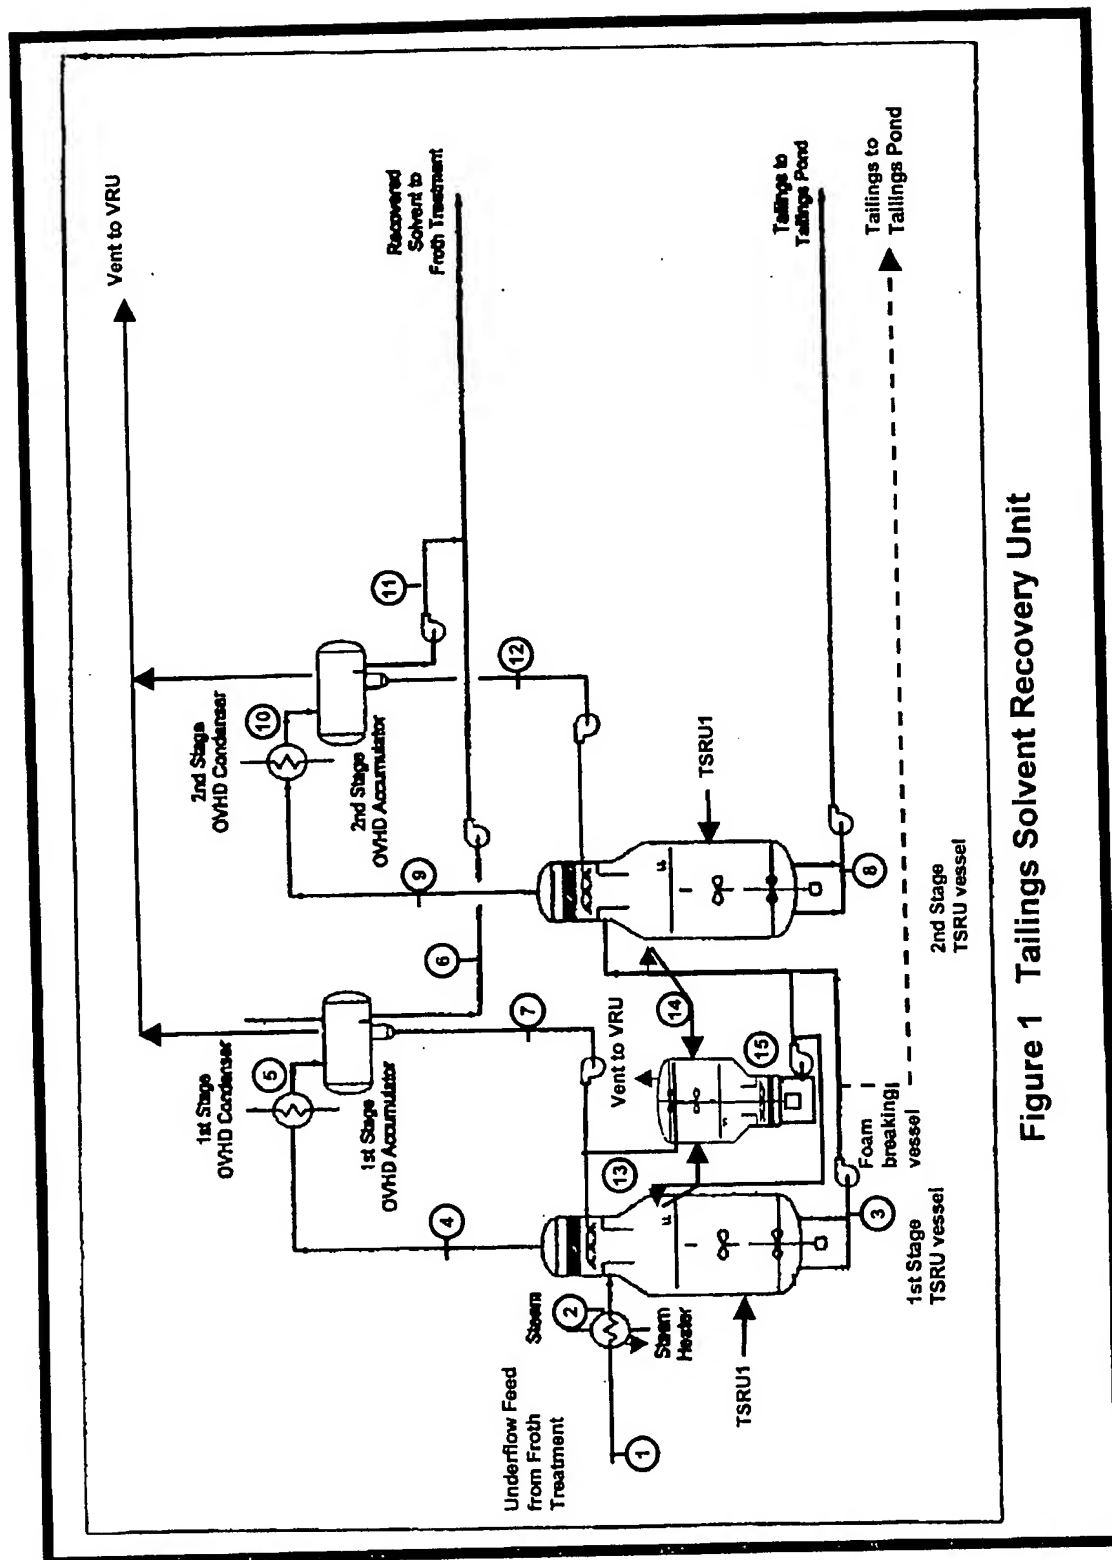 Vent to VRU
Recovered
Solvent to
Froth Treatment
Tailings to
Tailings Pond
Tailings to
Tallings Pond
2nd Stage
OVHD Condenser
10
2nd Stage
OVHD Accumulator
11
12
9
1st Stage
OVHD Condenser
5
1st Stage
OVHD Accumulator
6
7
4
TSRU1
Vent to VRU
14
15
13
8
2nd Stage
TSRU vessel
Foam
breaking
vessel
3
1st Stage
TSRU vessel
Steam
2
Steam
Heater
TSRU1
Underflow Feed
from Froth
Treatment
1
Figure 1 Tailings Solvent Recovery Unit